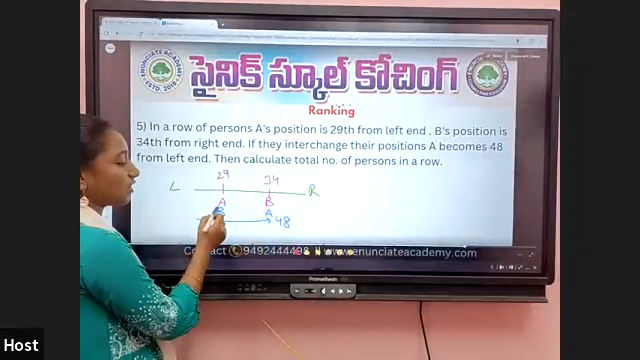 సైనిక్ స్కూల్ కోచింగ్
ENUNCIATE ACADEMY
ESTD. 2018
Ranking
5) In a row of persons A's position is 29th from left end . B's position is
34th from right end. If they interchange their positions A becomes 48
from left end. Then calculate total no. of persons in a row.
29 34
L R
A B
B A
48
Contact 9492444498 www.enunciateacademy.com
Promethean
Host